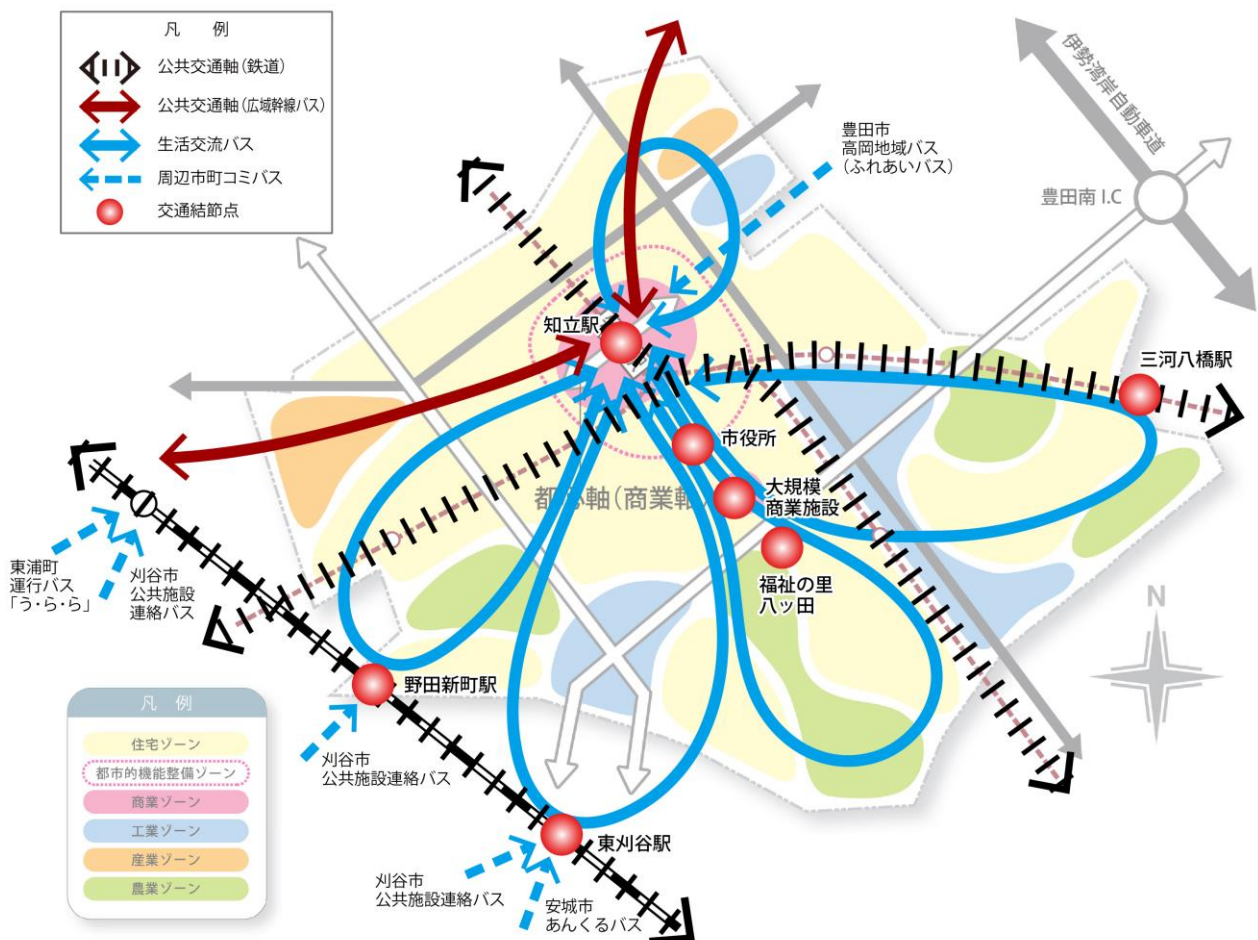 凡 例
公共交通軸(鉄道)
公共交通軸(広域幹線バス)
生活交流バス
周辺市町コミバス
交通結節点
伊勢湾岸自動車道
豊田市
高岡地域バス
(ふれあいバス)
豊田南 I.C
知立駅
三河八橋駅
市役所
大規模
商業施設
福祉の里
八ッ田
東浦町
運行バス
「う・ら・ら」
刈谷市
公共施設
連絡バス
N
野田新町駅
刈谷市
公共施設連絡バス
東刈谷駅
刈谷市
公共施設連絡バス
安城市
あんくるバス
凡 例
住宅ゾーン
都市的機能整備ゾーン
商業ゾーン
工業ゾーン
産業ゾーン
農業ゾーン